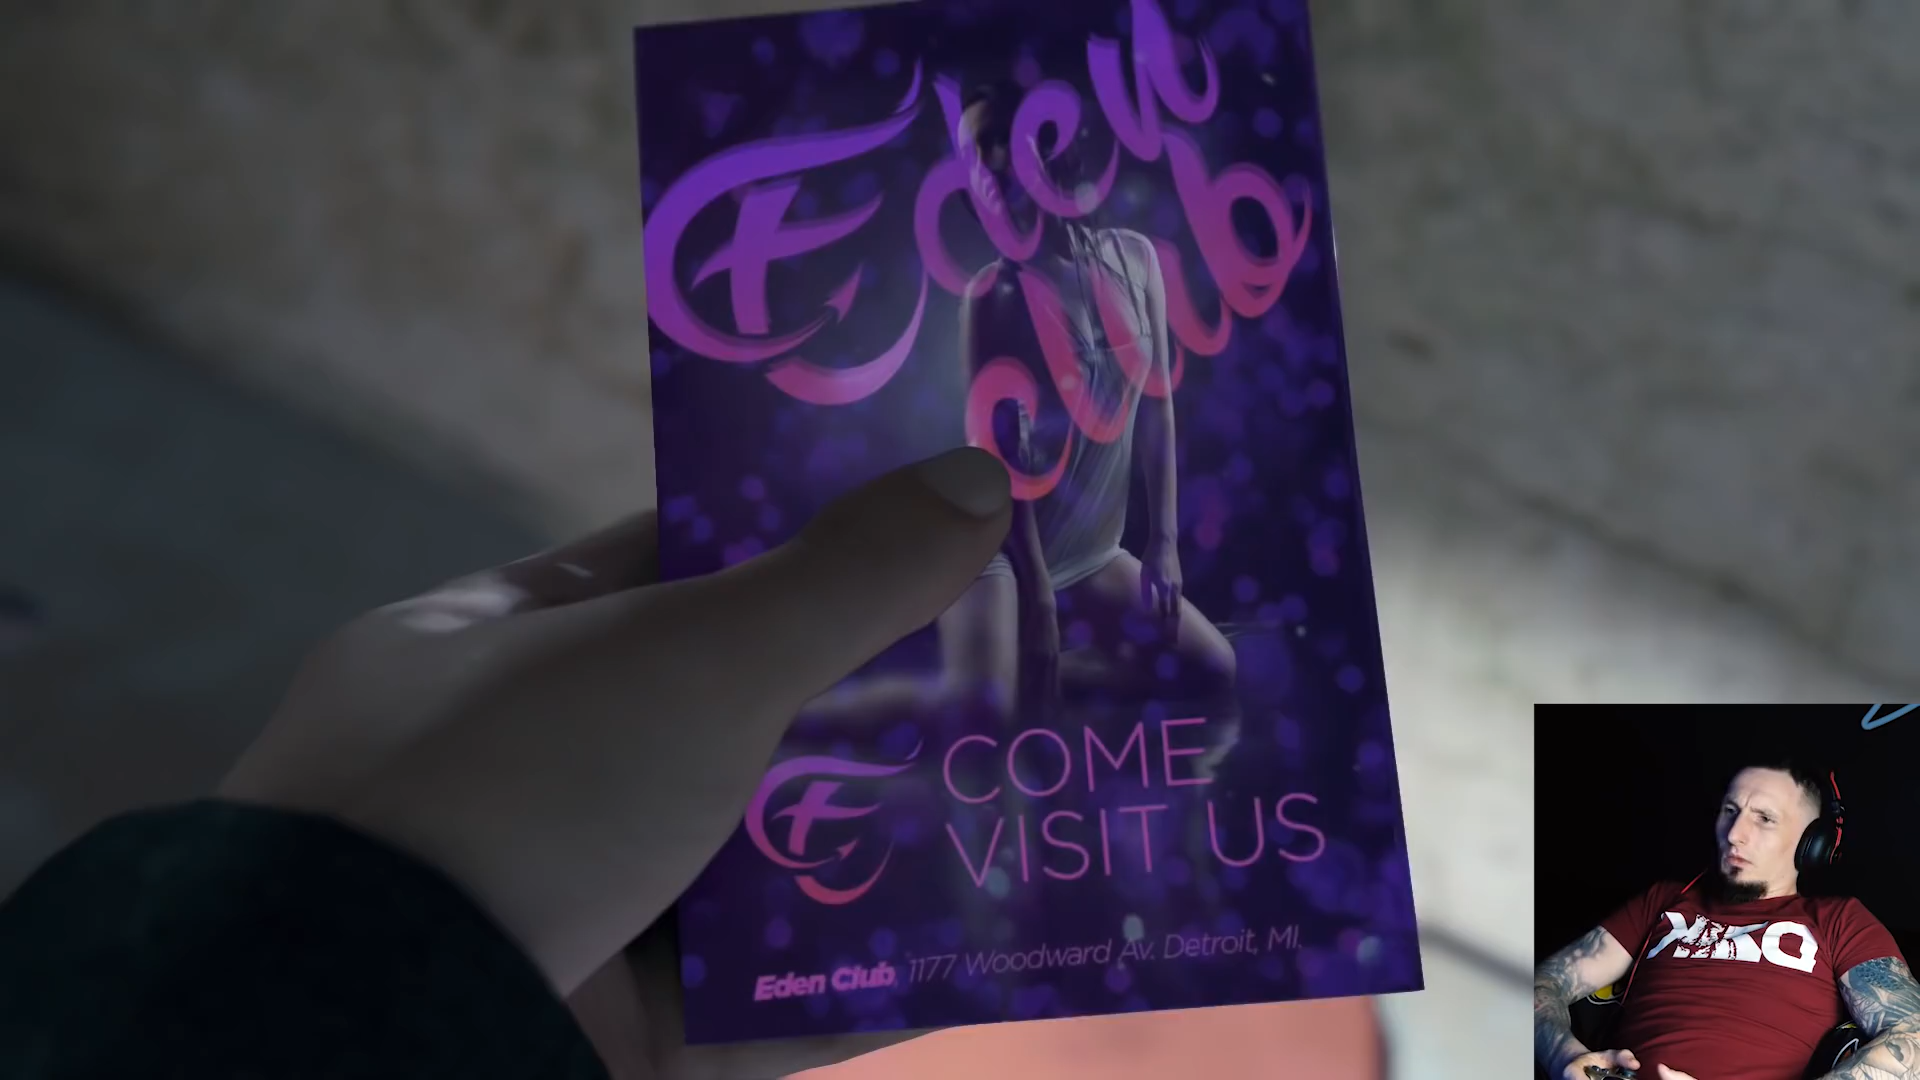 Eden
club
COME
VISIT US
Eden Club, 1177 Woodward Av. Detroit, MI.